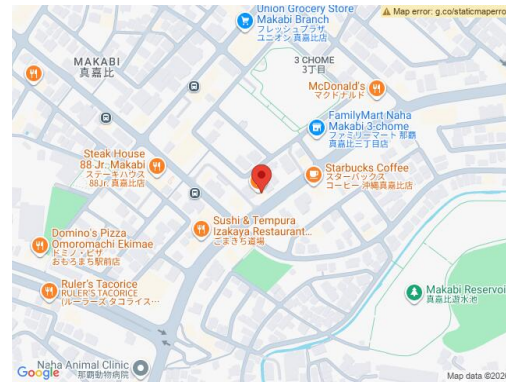 Union Grocery Store
Makabi Branch
フレッシュプラザ
ユニオン 真嘉比店
⚠ Map error: g.co/staticmaperro
MAKABI
真嘉比
3 CHOME
3丁目
McDonald's
マクドナルド
FamilyMart Naha
Makabi 3-chome
ファミリーマート 那覇
真嘉比三丁目店
Steak House
88 Jr. Makabi
ステーキハウス
88Jr. 真嘉比店
Starbucks Coffee
スターバックス
コーヒー 沖縄真嘉比店
Sushi & Tempura
Izakaya Restaurant...
ごまきち道場
Domino's Pizza
Omoromachi Ekimae
ドミノ・ピザ
おもろまち駅前店
Ruler's Tacorice
RULER'S TACORICE
(ルーラーズ タコライス…
Makabi Reservoi
真嘉比遊水池
Naha Animal Clinic
那覇動物病院
Google
Map data ©2026